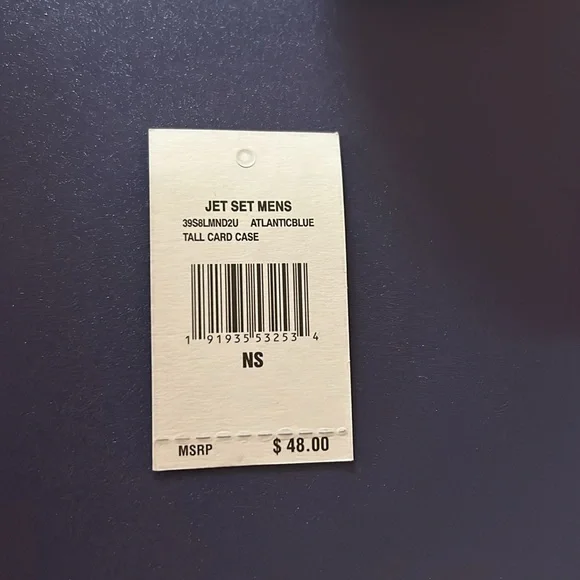 JET SET MENS
39S8LMND2U ATLANTICBLUE
TALL CARD CASE
1 91935 53253 4
NS
MSRP $ 48.00